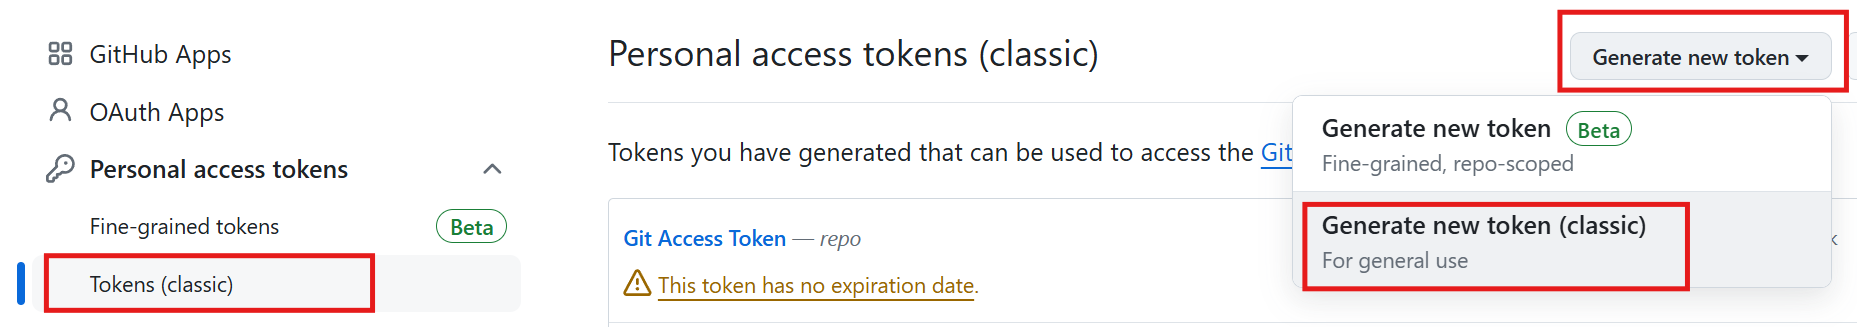 GitHub Apps
OAuth Apps
Personal access tokens
Fine-grained tokens Beta
Tokens (classic)
Personal access tokens (classic)
Generate new token
Tokens you have generated that can be used to access the Git
Generate new token Beta
Fine-grained, repo-scoped
Generate new token (classic)
For general use
Git Access Token — repo
This token has no expiration date.